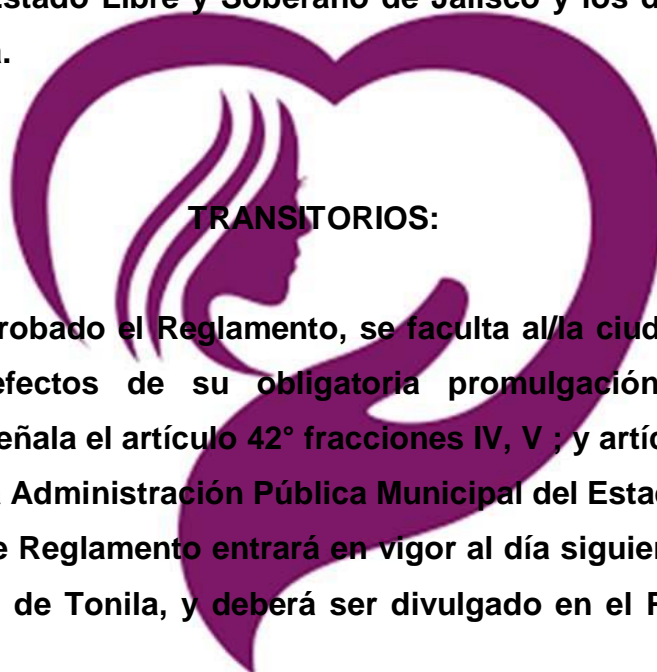 Estado Libre y Soberano de Jalisco y los d
.
TRANSITORIOS:
robado el Reglamento, se faculta al/la ciud
efectos de su obligatoria promulgación
eñala el artículo 42° fracciones IV, V ; y artíc
Administración Pública Municipal del Estad
e Reglamento entrará en vigor al día siguien
de Tonila, y deberá ser divulgado en el P